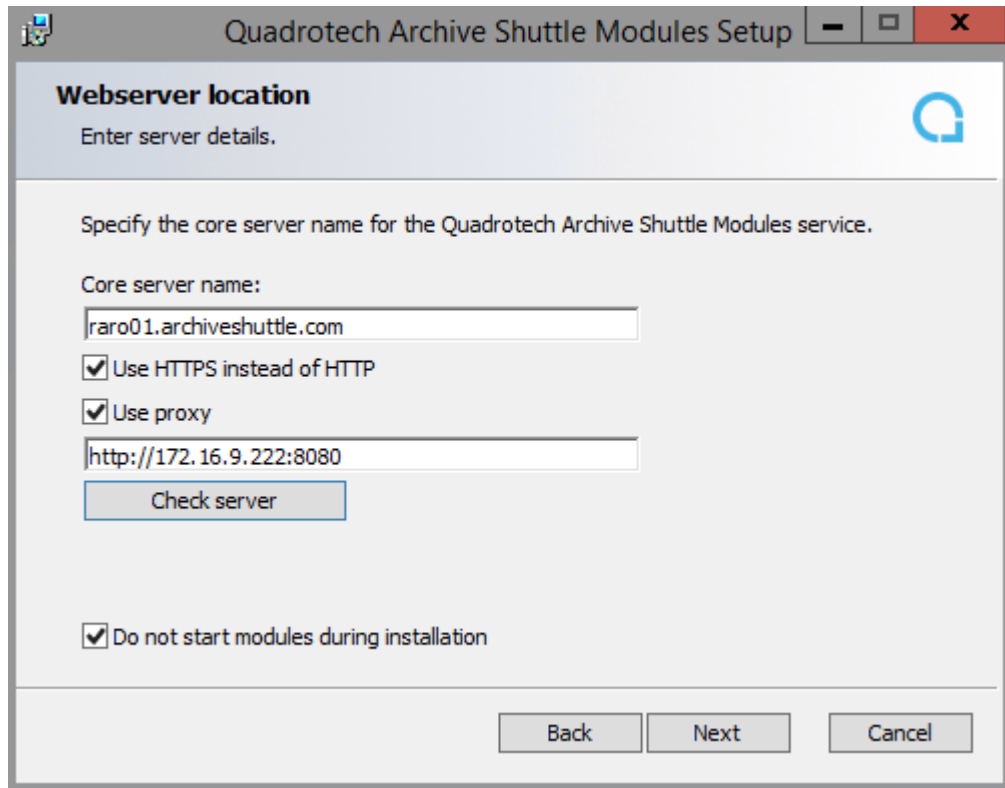 Quadrotech Archive Shuttle Modules Setup
Webserver location
Enter server details.
Specify the core server name for the Quadrotech Archive Shuttle Modules service.
Core server name:
raro01.archiveshuttle.com
Use HTTPS instead of HTTP
Use proxy
http://172.16.9.222:8080
Check server
Do not start modules during installation
Back Next Cancel